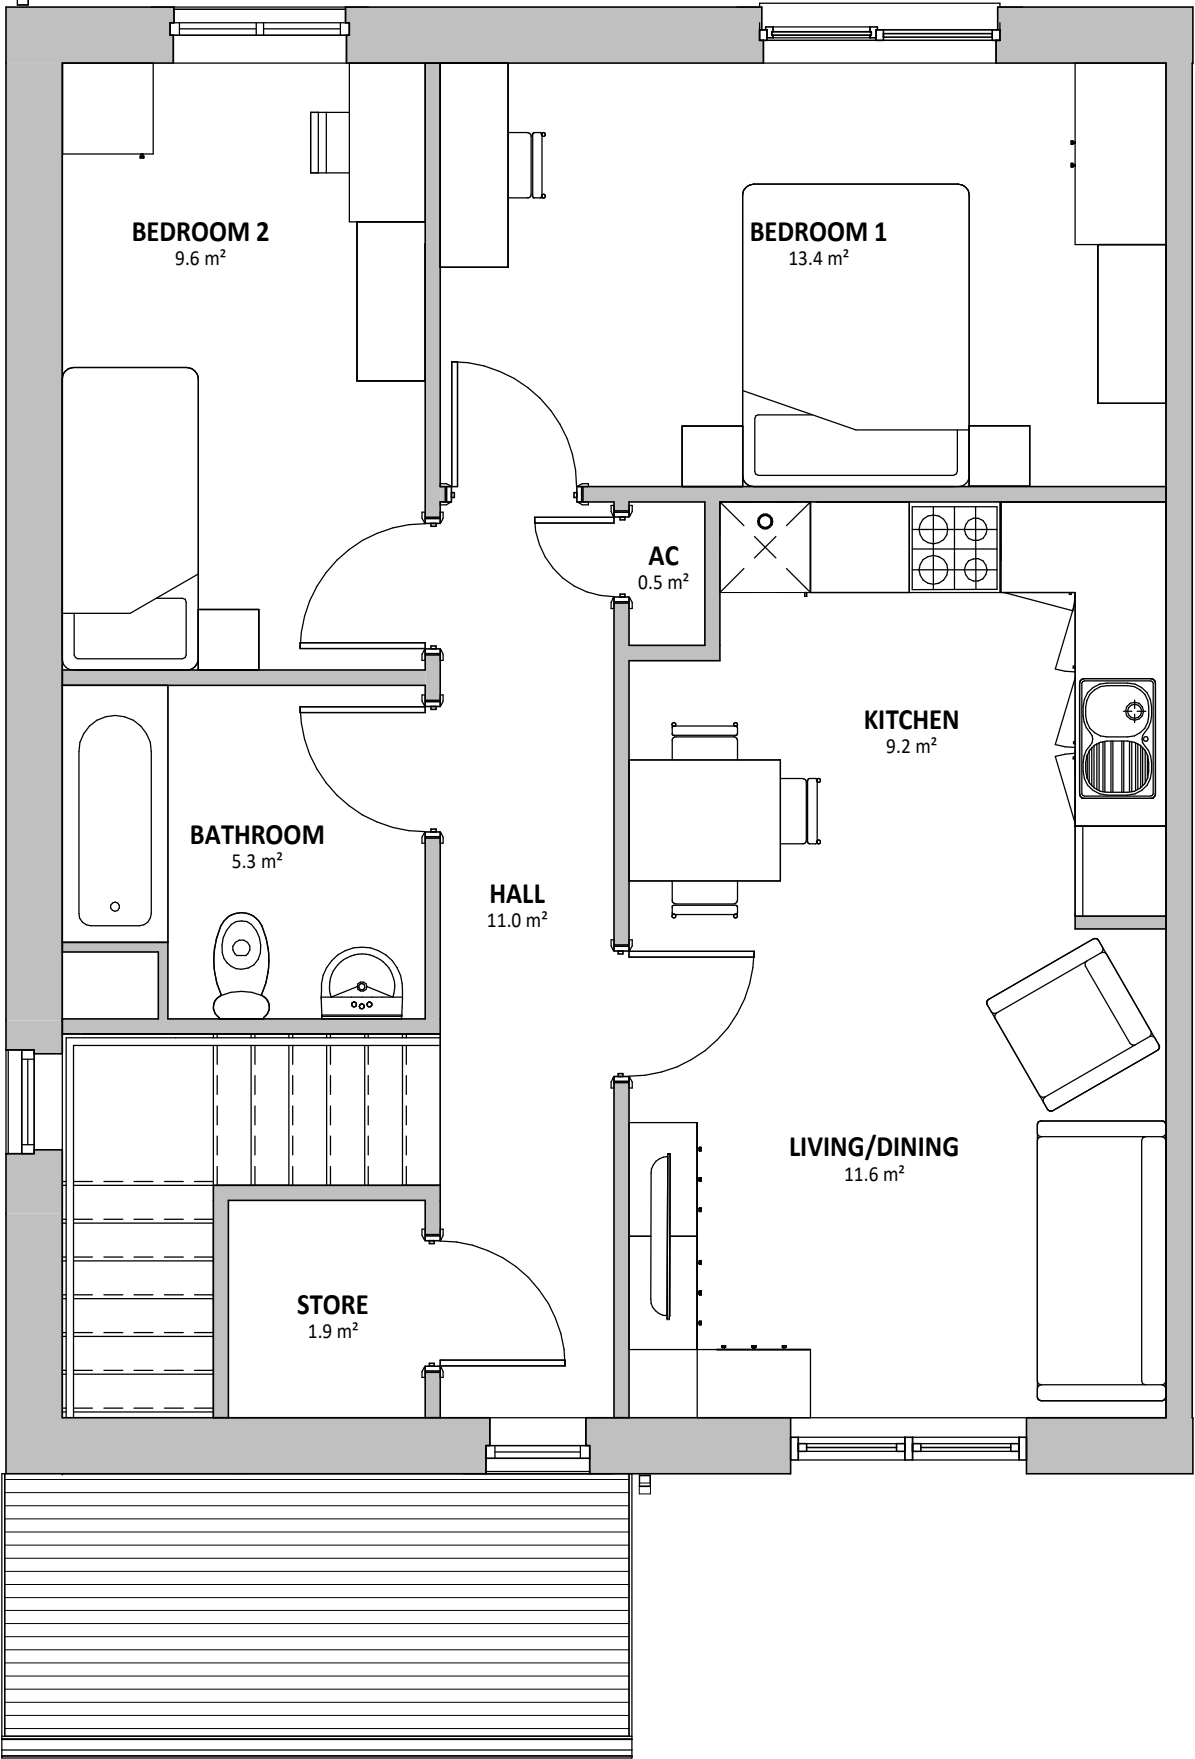 BEDROOM 2
9.6 m²
BEDROOM 1
13.4 m²
AC
0.5 m²
KITCHEN
9.2 m²
BATHROOM
5.3 m²
HALL
11.0 m²
LIVING/DINING
11.6 m²
STORE
1.9 m²